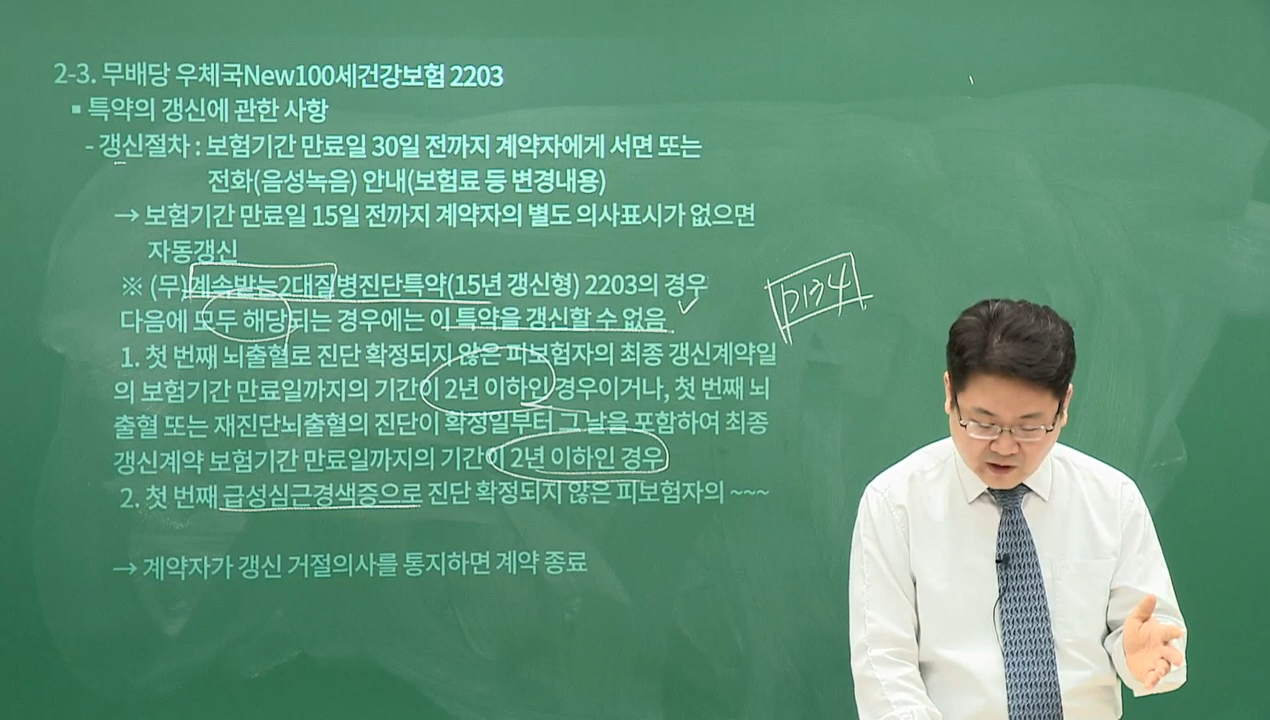 2-3. 무배당 우체국New100세건강보험 2203
▪ 특약의 갱신에 관한 사항
- 갱신절차 : 보험기간 만료일 30일 전까지 계약자에게 서면 또는
전화(음성녹음) 안내(보험료 등 변경내용)
→ 보험기간 만료일 15일 전까지 계약자의 별도 의사표시가 없으면
자동갱신
※ (무)계속받는2대질병진단특약(15년 갱신형) 2203의 경우
다음에 모두 해당되는 경우에는 이 특약을 갱신할 수 없음
p134
1. 첫 번째 뇌출혈로 진단 확정되지 않은 피보험자의 최종 갱신계약일
의 보험기간 만료일까지의 기간이 2년 이하인 경우이거나, 첫 번째 뇌
출혈 또는 재진단뇌출혈의 진단이 확정일부터 그 날을 포함하여 최종
갱신계약 보험기간 만료일까지의 기간이 2년 이하인 경우
2. 첫 번째 급성심근경색증으로 진단 확정되지 않은 피보험자의 ~~~
→ 계약자가 갱신 거절의사를 통지하면 계약 종료